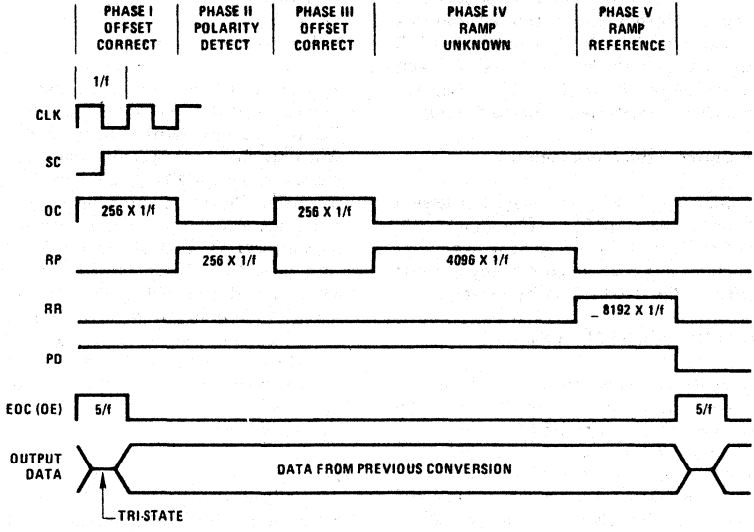 PHASE I PHASE II PHASE III PHASE IV PHASE V
OFFSET POLARITY OFFSET RAMP RAMP
CORRECT DETECT CORRECT UNKNOWN REFERENCE
1/f
CLK
SC
OC 256 X 1/f 256 X 1/f
RP 256 X 1/f 4096 X 1/f
RR _ 8192 X 1/f
PD
EOC (OE) 5/f 5/f
OUTPUT
DATA DATA FROM PREVIOUS CONVERSION
TRI-STATE